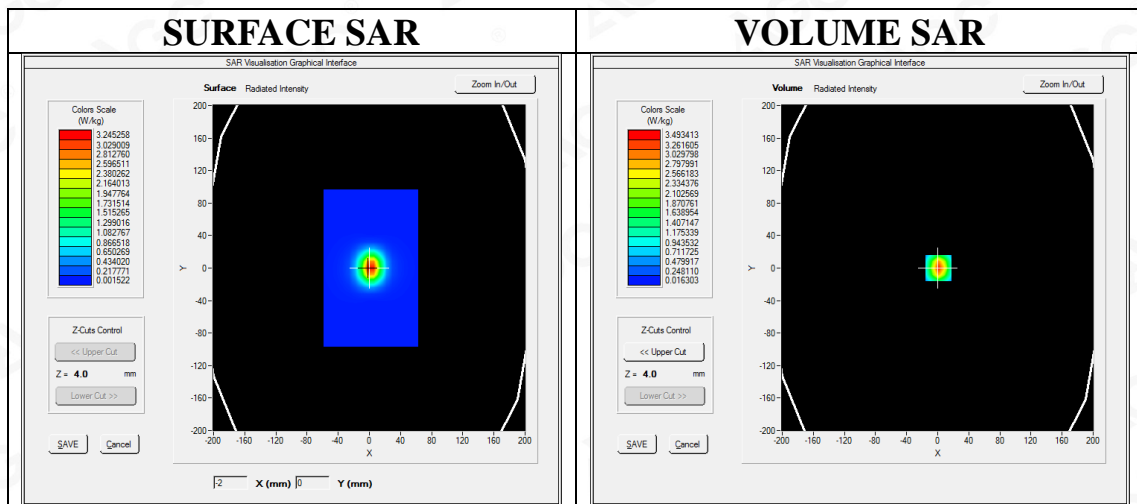 SURFACE SAR
SAR Visualisation Graphical Interface
Surface Radiated Intensity
Zoom In/Out
Colors Scale
(W/kg)
3.245258
3.029009
2.812760
2.596511
2.380262
2.164013
1.947764
1.731514
1.515265
1.299016
1.082767
0.866518
0.650269
0.434020
0.217771
0.001522
Z-Cuts Control
<< Upper Cut
Z = 4.0 mm
Lower Cut >>
SAVE Cancel
200
160
120
80
40
0
-40
-80
-120
-160
-200
Y
-200 -160 -120 -80 -40 0 40 80 120 160 200
X
-2 X (mm) 0 Y (mm)
VOLUME SAR
SAR Visualisation Graphical Interface
Volume Radiated Intensity
Zoom In/Out
Colors Scale
(W/kg)
3.493413
3.261605
3.029798
2.797991
2.566183
2.334376
2.102569
1.870761
1.638954
1.407147
1.175339
0.943532
0.711725
0.479917
0.248110
0.016303
Z-Cuts Control
<< Upper Cut
Z = 4.0 mm
Lower Cut >>
SAVE Cancel
200
160
120
80
40
0
-40
-80
-120
-160
-200
Y
-200 -160 -120 -80 -40 0 40 80 120 160 200
X